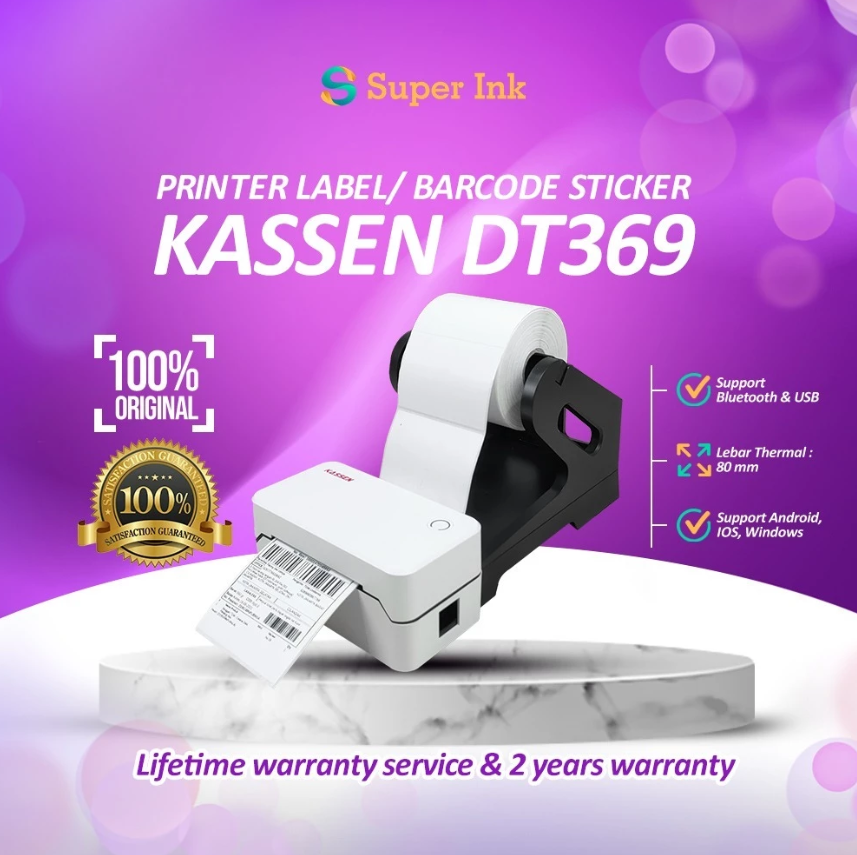 Super Ink
PRINTER LABEL/ BARCODE STICKER
KASSEN DT369
100%
ORIGINAL
SATISFACTION GUARANTEED
100%
SATISFACTION GUARANTEED
KASSEN
Support
Bluetooth & USB
Lebar Thermal :
80 mm
Support Android,
IOS, Windows
Lifetime warranty service & 2 years warranty